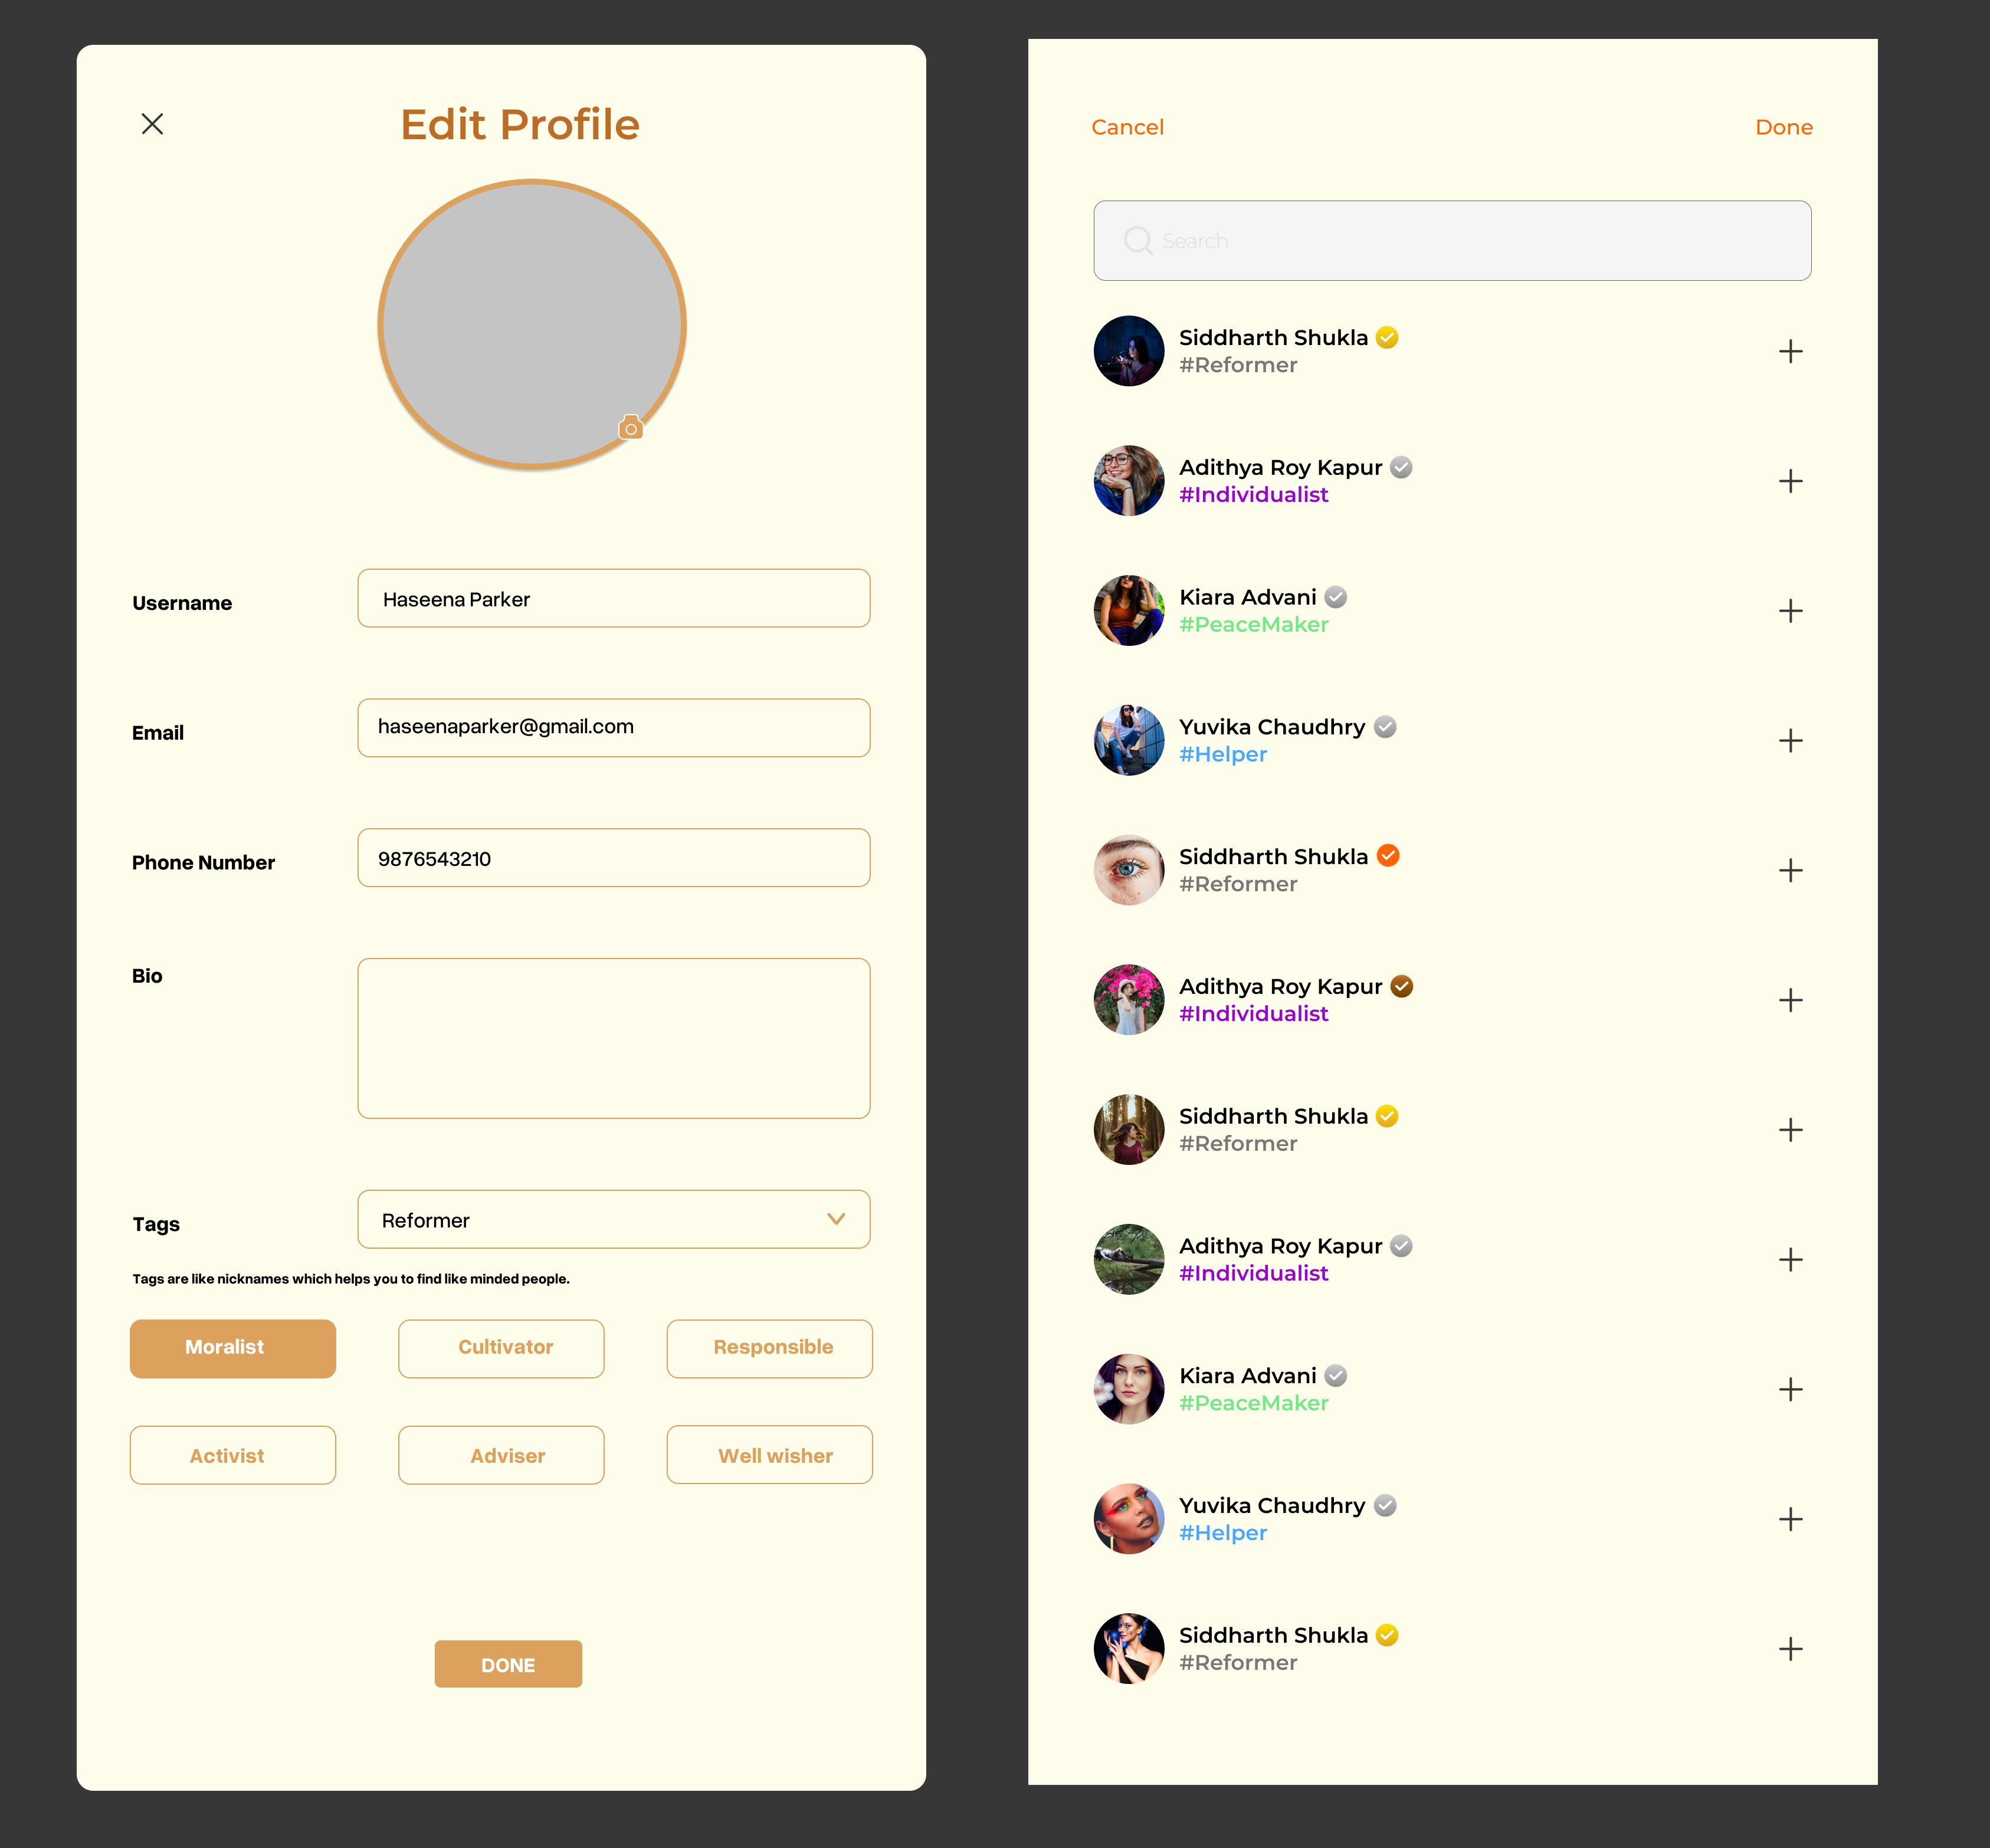 Edit Profile
Username
Haseena Parker
Email
haseenaparker@gmail.com
Phone Number
9876543210
Bio
Tags
Reformer
Tags are like nicknames which helps you to find like minded people.
Moralist
Cultivator
Responsible
Activist
Adviser
Well wisher
DONE
Cancel
Done
Search
Siddharth Shukla
#Reformer
Adithya Roy Kapur
#Individualist
Kiara Advani
#PeaceMaker
Yuvika Chaudhry
#Helper
Siddharth Shukla
#Reformer
Adithya Roy Kapur
#Individualist
Siddharth Shukla
#Reformer
Adithya Roy Kapur
#Individualist
Kiara Advani
#PeaceMaker
Yuvika Chaudhry
#Helper
Siddharth Shukla
#Reformer